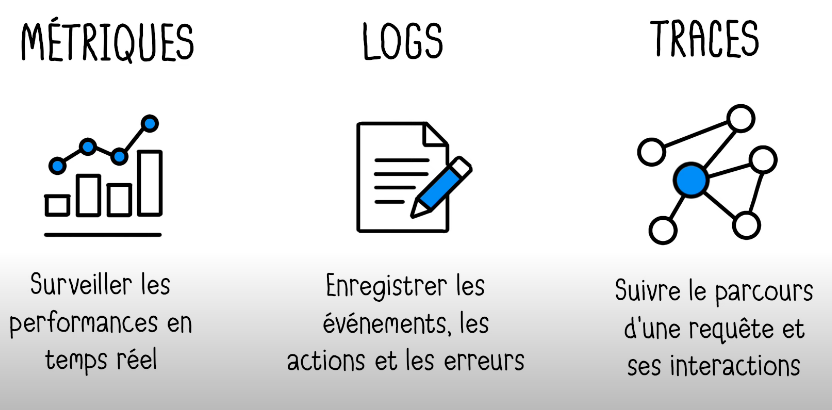 MÉTRIQUES
LOGS
TRACES
Surveiller les
performances en
temps réel
Enregistrer les
événements, les
actions et les erreurs
Suivre le parcours
d'une requête et
ses interactions